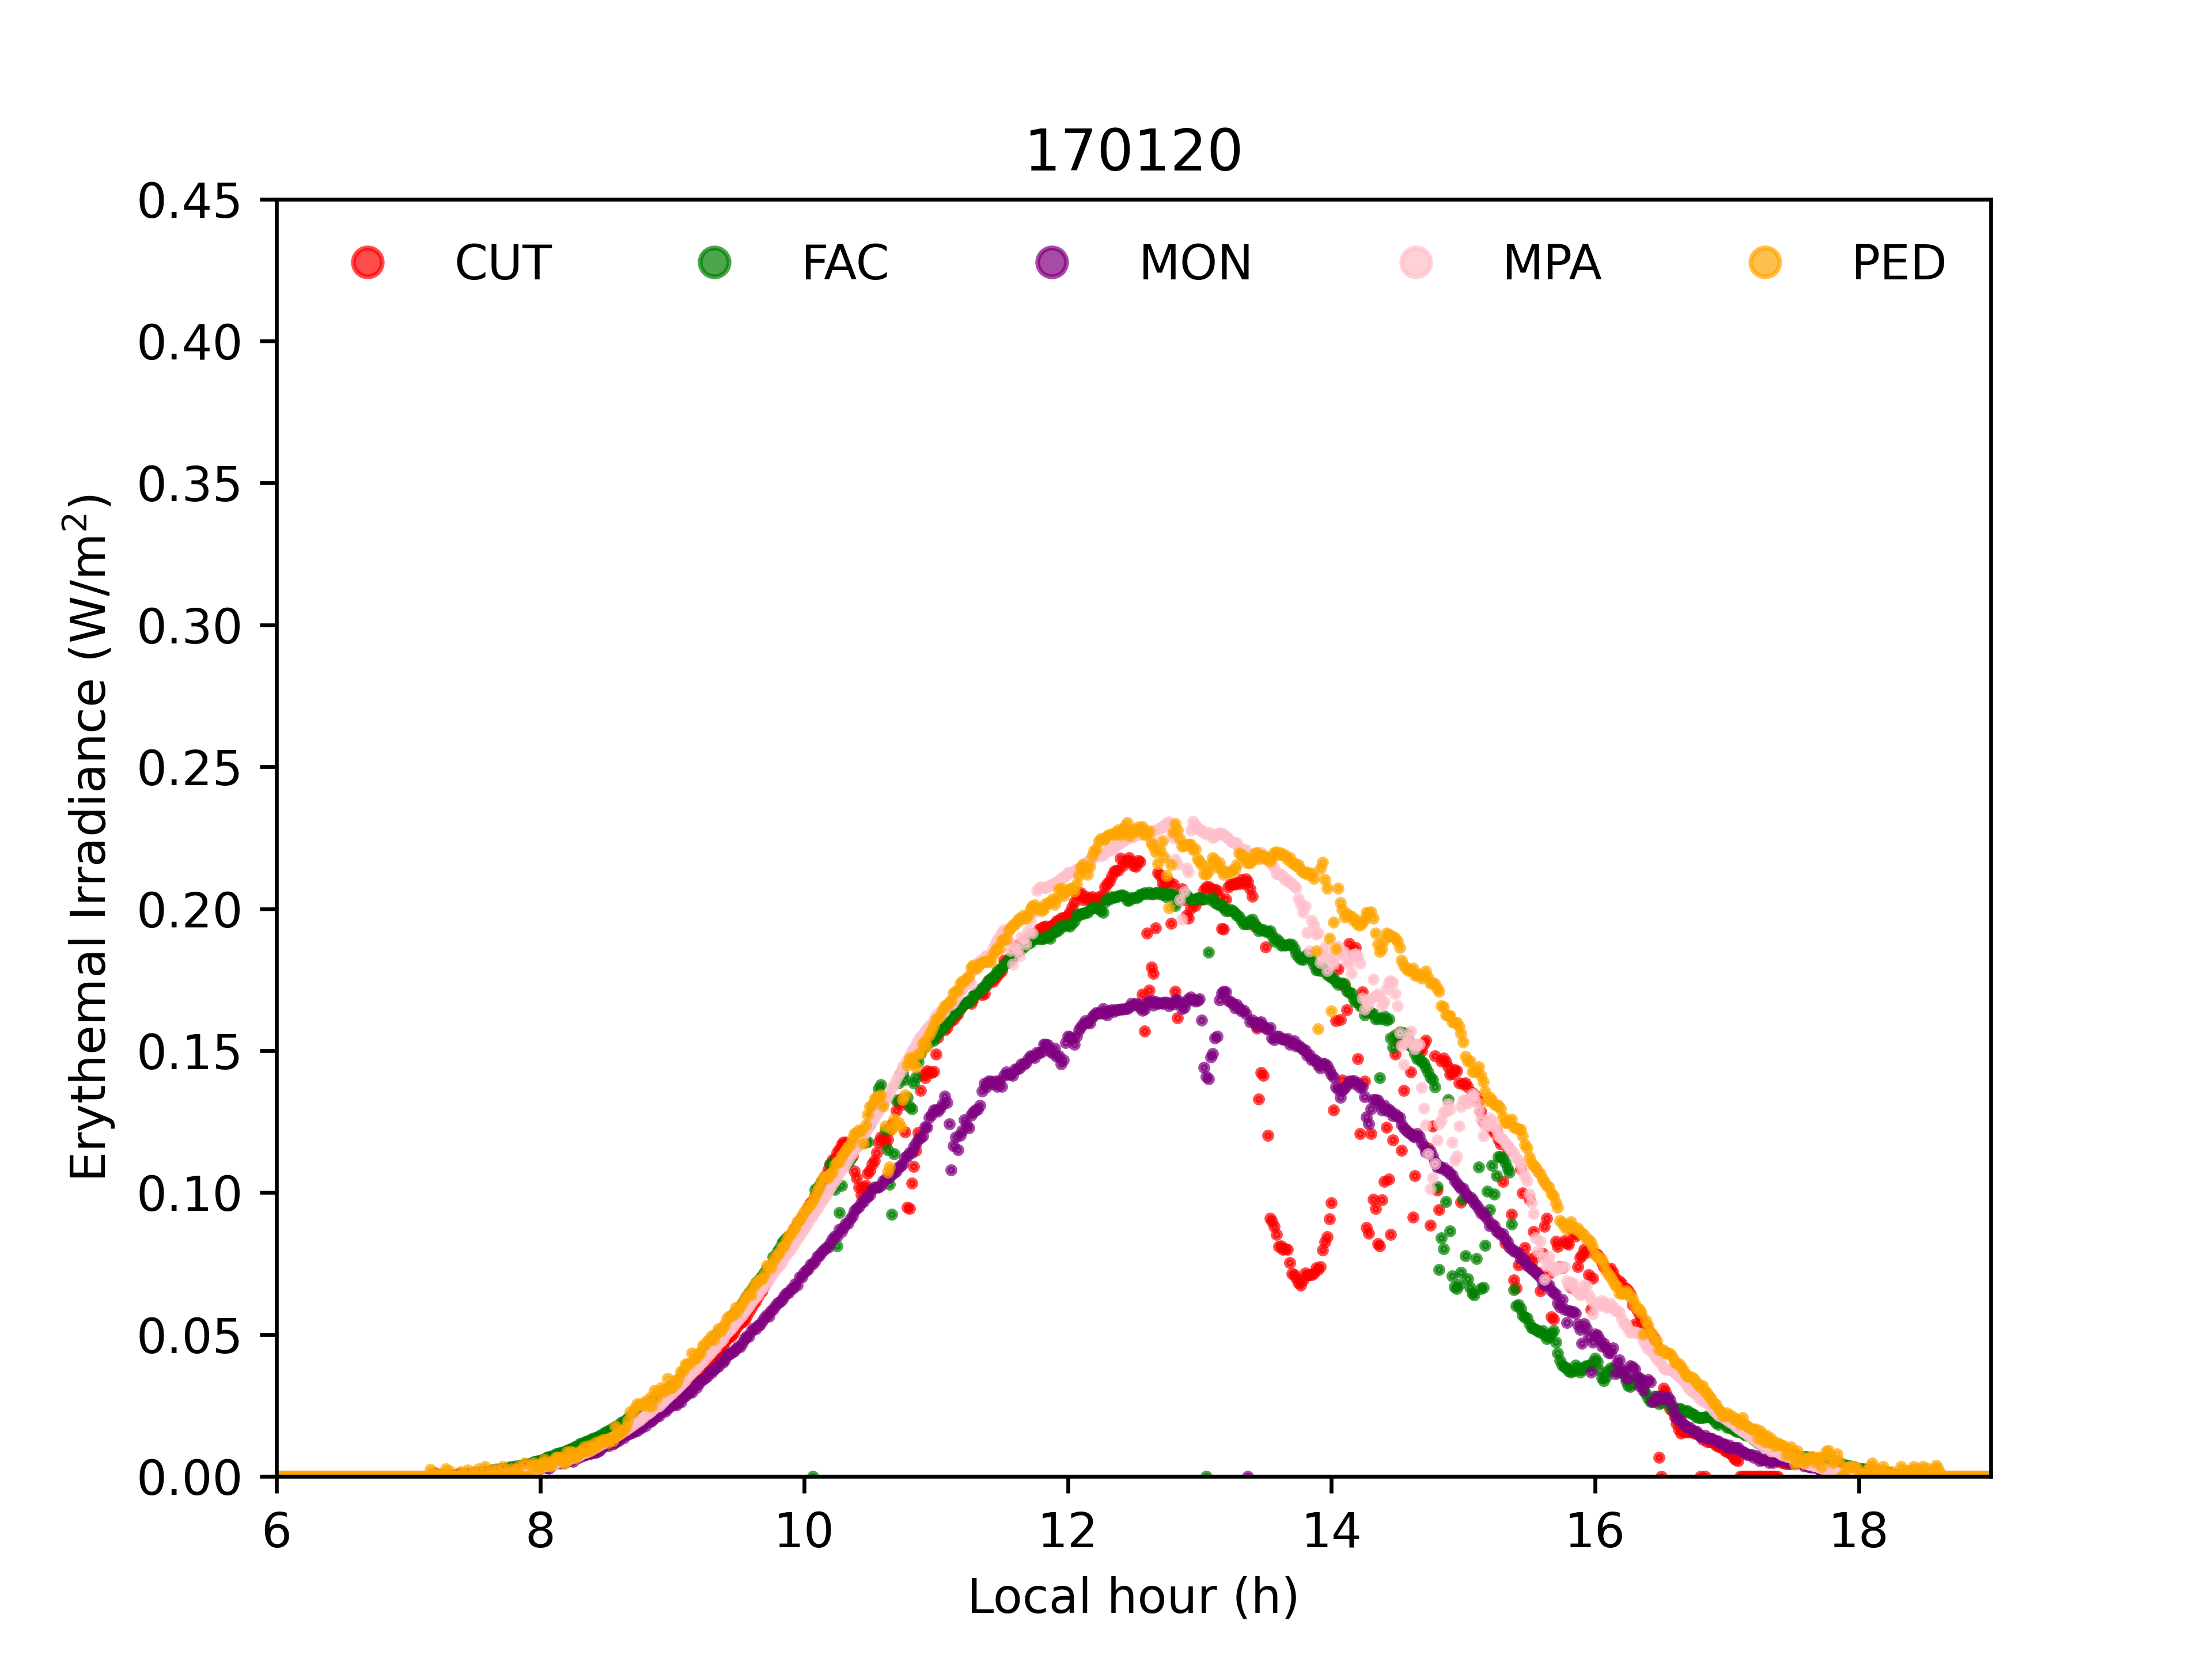 170120
CUT FAC MON MPA PED
0.45
0.40
0.35
0.30
0.25
0.20
0.15
0.10
0.05
0.00
Erythemal Irradiance (W/m²)
6 8 10 12 14 16 18
Local hour (h)